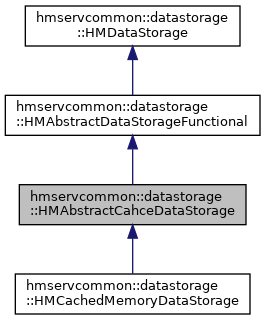 hmservcommon::datastorage
::HMDataStorage
hmservcommon::datastorage
::HMAbstractDataStorageFunctional
hmservcommon::datastorage
::HMAbstractCahceDataStorage
hmservcommon::datastorage
::HMCachedMemoryDataStorage